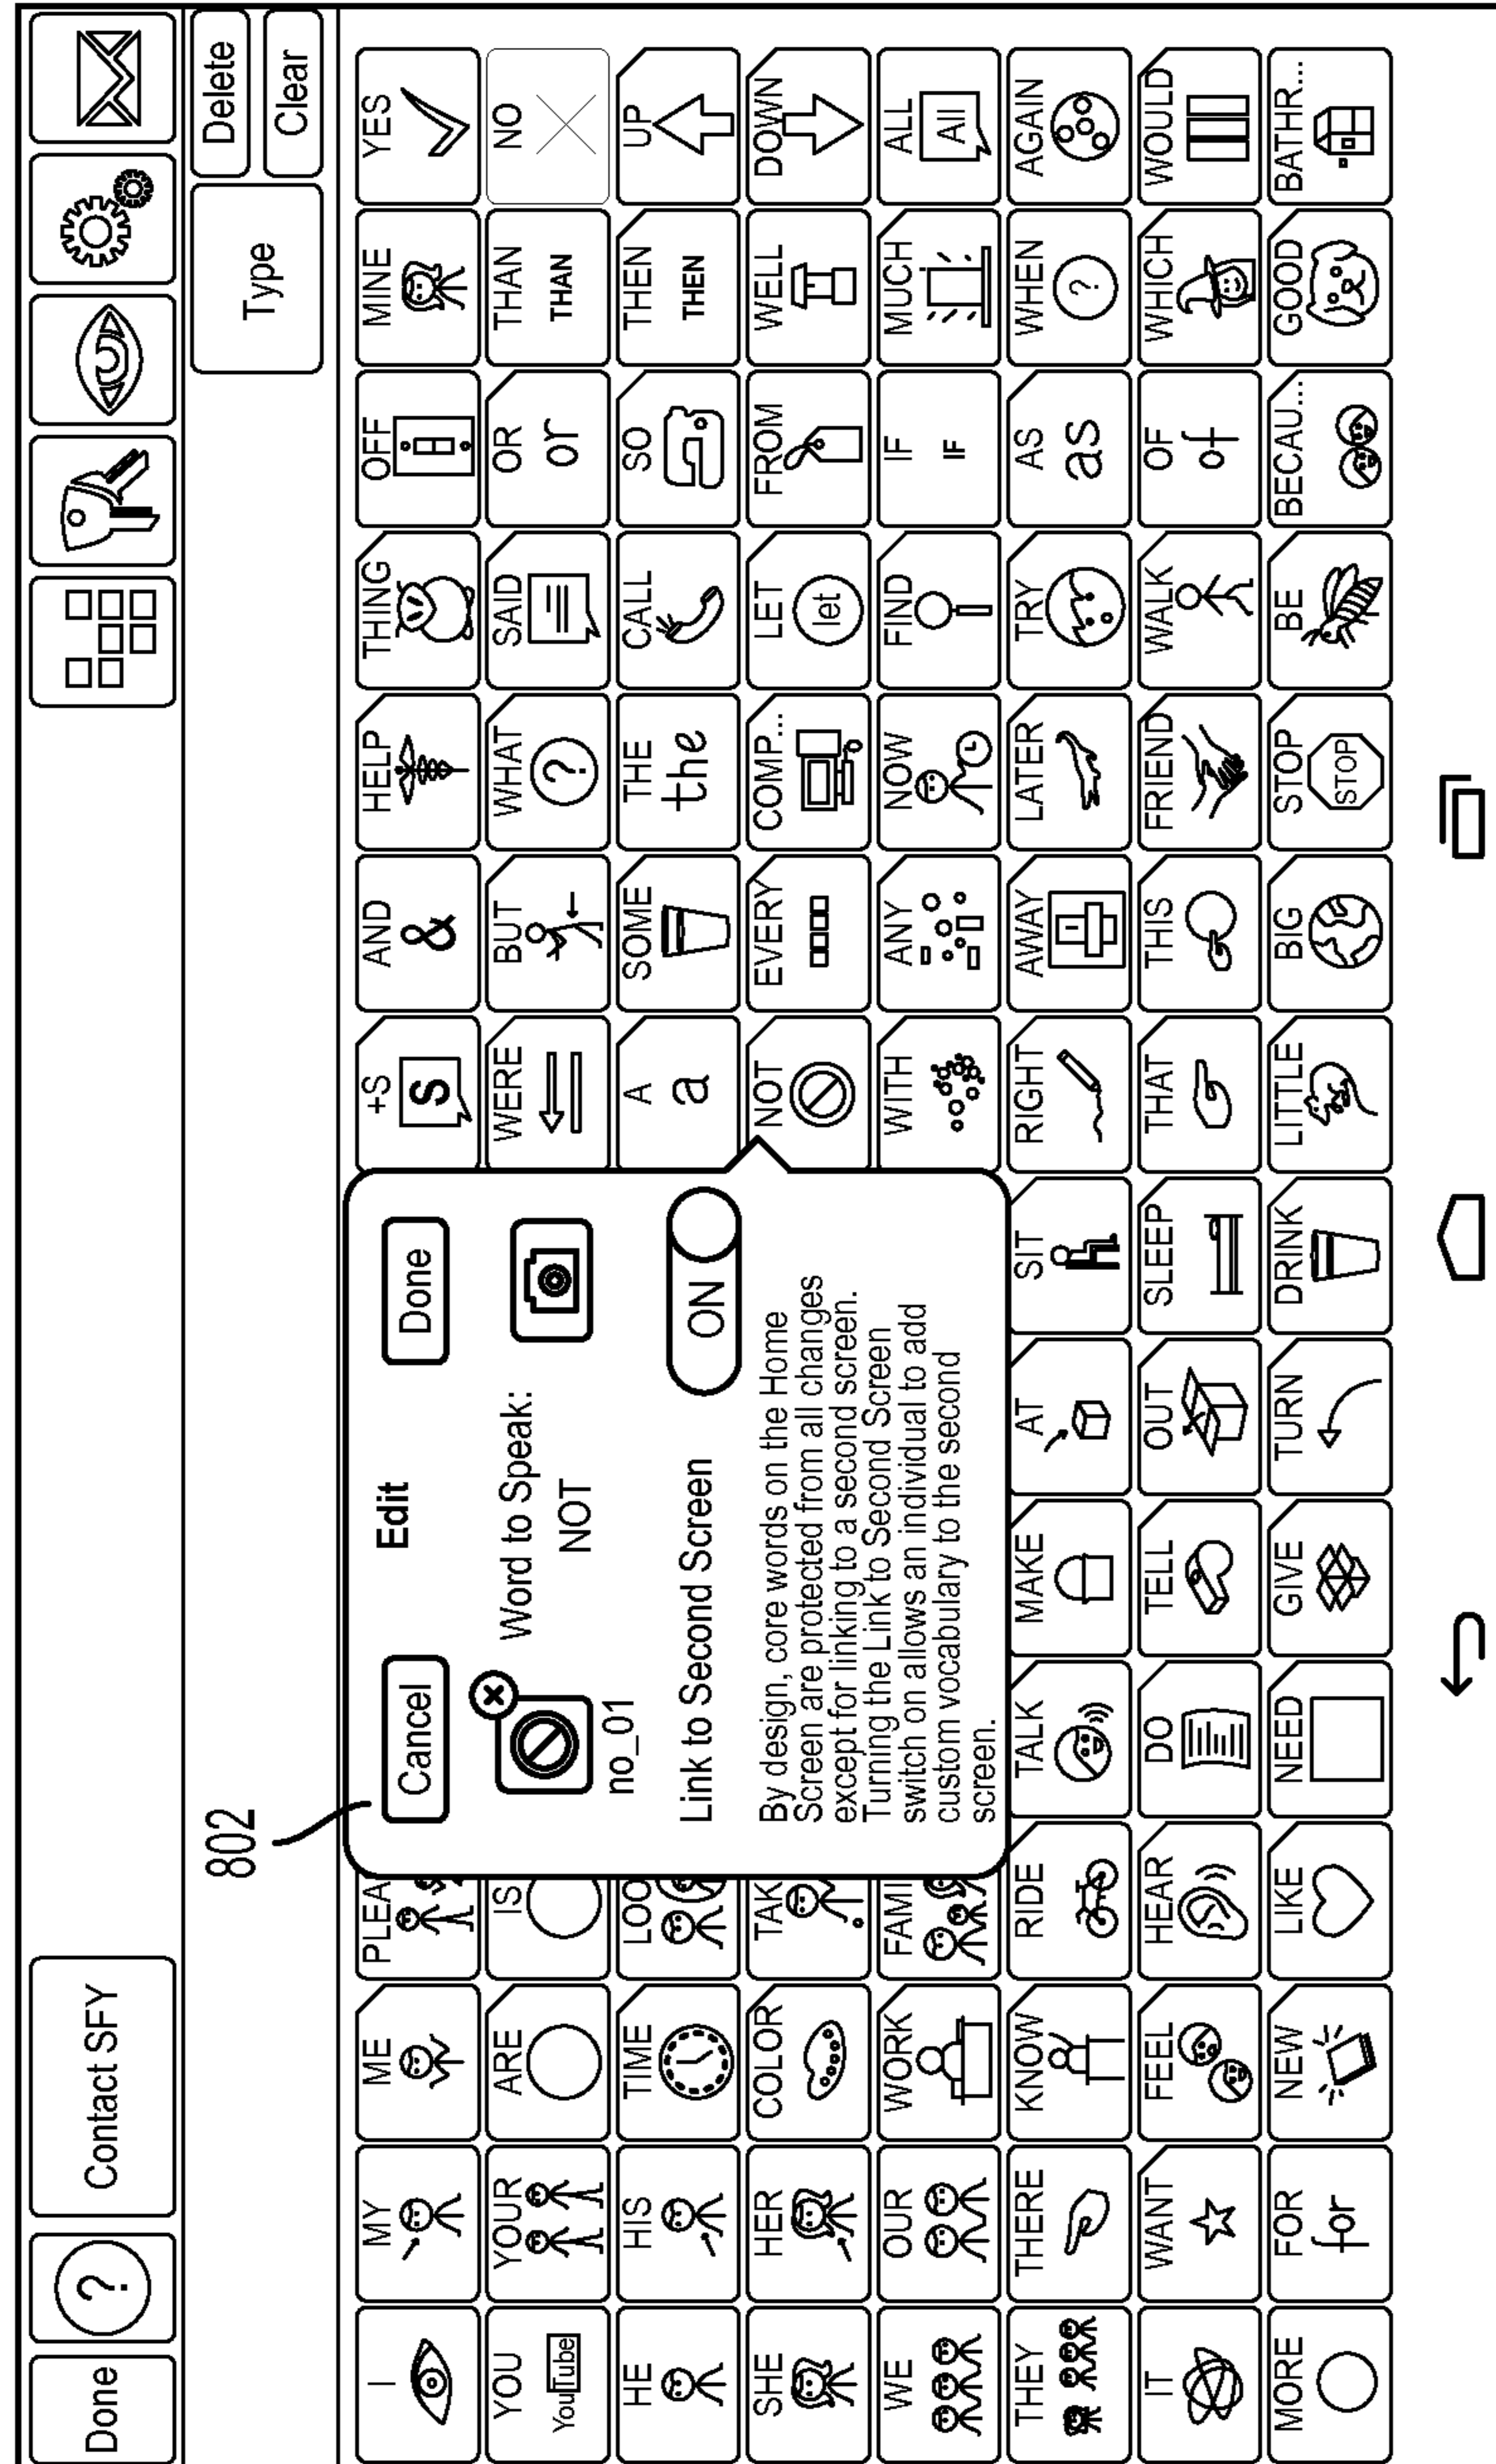 Done ? Contact SFY
Delete
Type
Clear
802
Cancel Edit Done
Word to Speak:
NOT
no_01
Link to Second Screen ON
By design, core words on the Home
Screen are protected from all changes
except for linking to a second screen.
Turning the Link to Second Screen
switch on allows an individual to add
custom vocabulary to the second
screen.
I MY ME PLEA +S AND HELP THING OFF MINE YES
S &
YOU YOUR ARE IS WERE BUT WHAT SAID OR THAN NO
YouTube ? or THAN
HE HIS TIME LOO A SOME THE CALL SO THEN UP
a the THEN
SHE HER COLOR TAK NOT EVERY COMP... LET FROM WELL DOWN
let
WE OUR WORK FAMI WITH ANY NOW FIND IF MUCH ALL
IF All
THEY THERE KNOW RIDE TALK MAKE AT SIT RIGHT AWAY LATER TRY AS WHEN AGAIN
as ?
IT WANT FEEL HEAR DO TELL OUT SLEEP THAT THIS FRIEND WALK OF WHICH WOULD
of
MORE FOR NEW LIKE NEED GIVE TURN DRINK LITTLE BIG STOP BE BECAU... GOOD BATHR...
for STOP